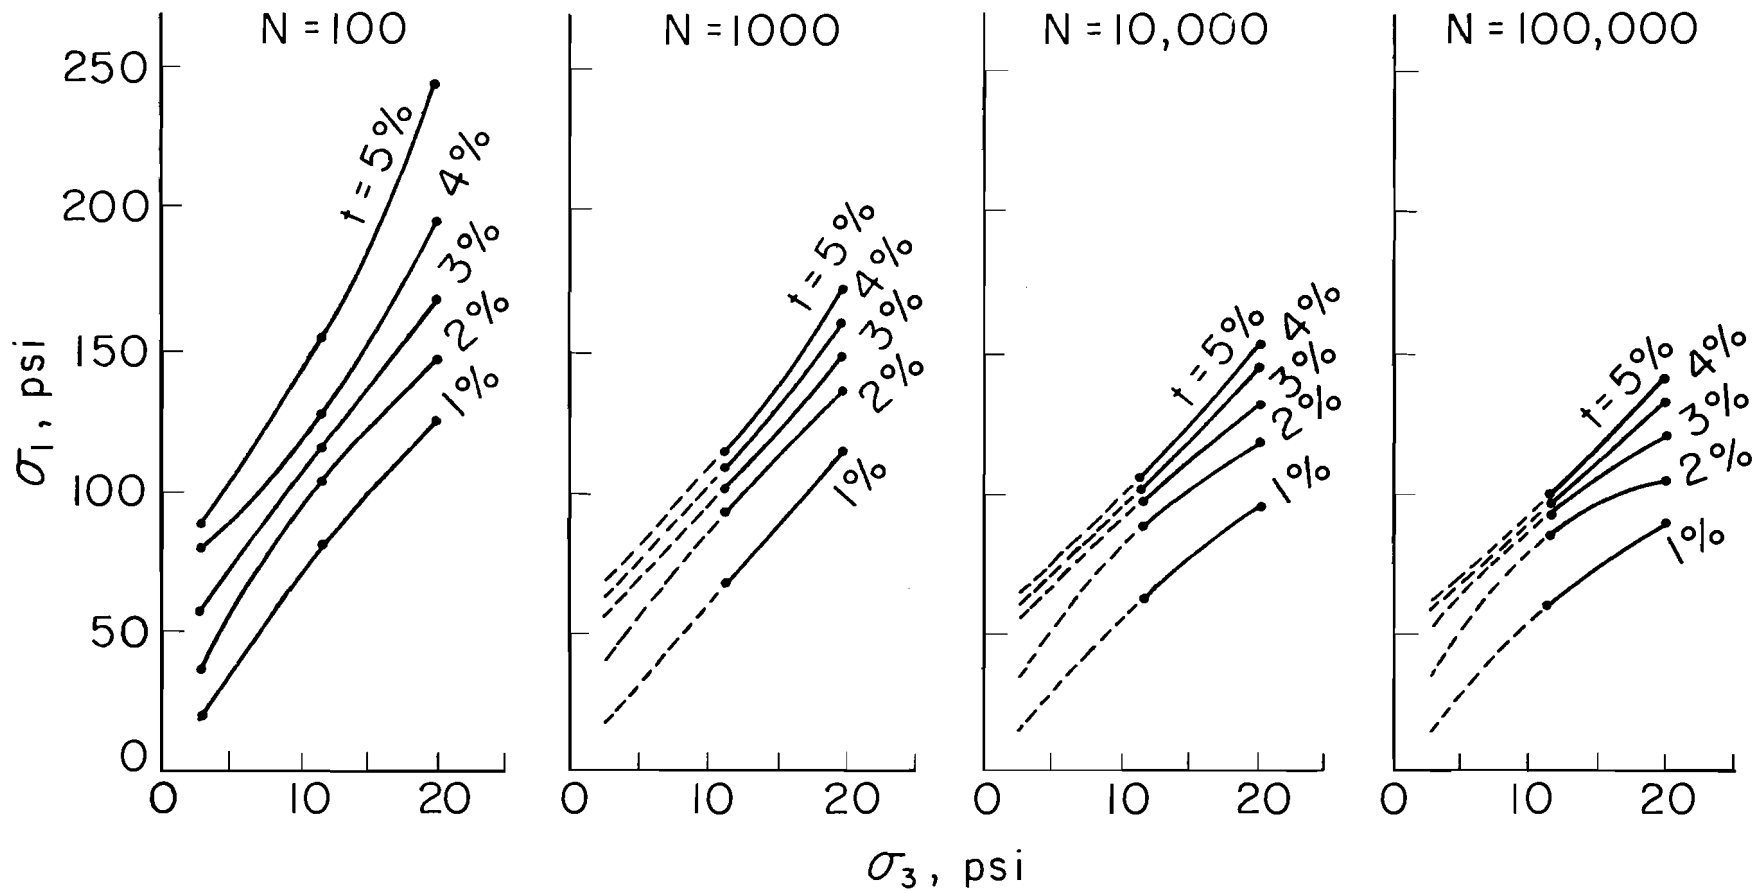 N = 100
N = 1000
N = 10,000
N = 100,000
250
200
150
100
50
0
σ1, psi
t = 5%
4%
3%
2%
1%
t = 5%
4%
3%
2%
1%
t = 5%
4%
3%
2%
1%
t = 5%
4%
3%
2%
1%
0 10 20
0 10 20
0 10 20
0 10 20
σ3, psi